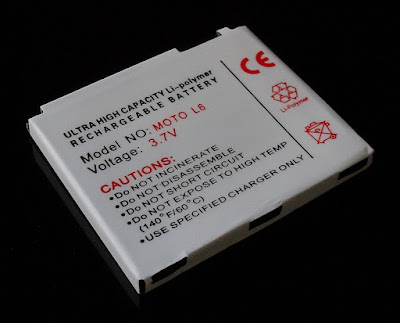 ULTRA HIGH CAPACITY Li-polymer
RECHARGEABLE BATTERY
Model NO: MOTO L6
Voltage: 3.7V
CAUTIONS:
•Do NOT INCINERATE
•Do NOT DISASSEMBLE
•Do NOT SHORT CIRCUIT
•Do NOT EXPOSE TO HIGH TEMP
(140°F/60°C)
•USE SPECIFIED CHARGER ONLY
CE
Li-Polymer